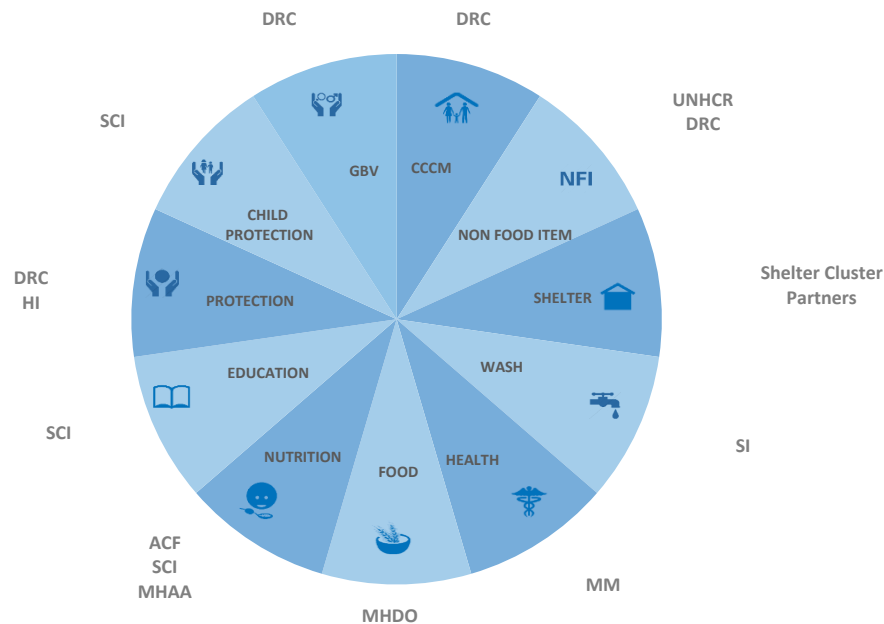 DRC
DRC
SCI
UNHCR
DRC
GBV
CCCM
NFI
CHILD
PROTECTION
NON FOOD ITEM
DRC
HI
PROTECTION
SHELTER
Shelter Cluster
Partners
EDUCATION
WASH
SCI
SI
NUTRITION
FOOD
HEALTH
ACF
SCI
MHAA
MM
MHDO